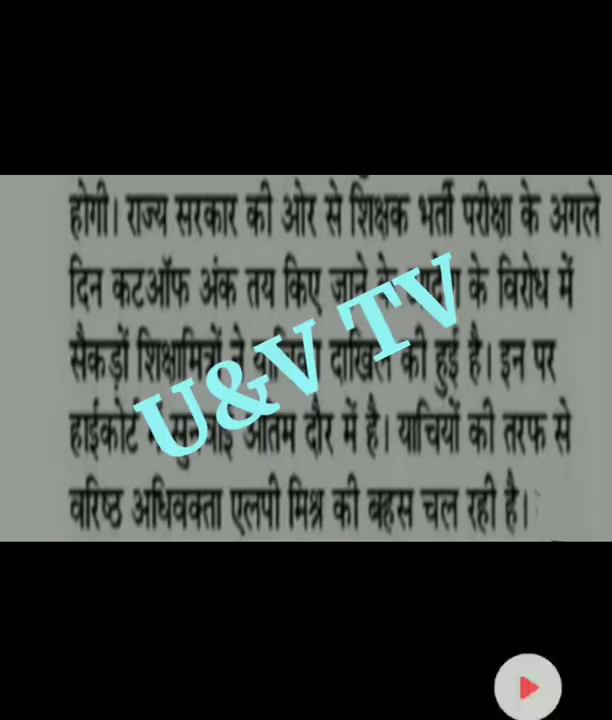 होगी। राज्य सरकार की ओर से शिक्षक भर्ती परीक्षा के अगले
दिन कटऑफ अंक तय किए जाने के के विरोध में
सैकड़ों शिक्षामित्रों ने दाखिल की हुई है। इन पर
हाईकोर्ट में सुनवाई अंतिम दौर में है। याचियों की तरफ से
वरिष्ठ अधिवक्ता एलपी मिश्र की बहस चल रही है।
U&V TV